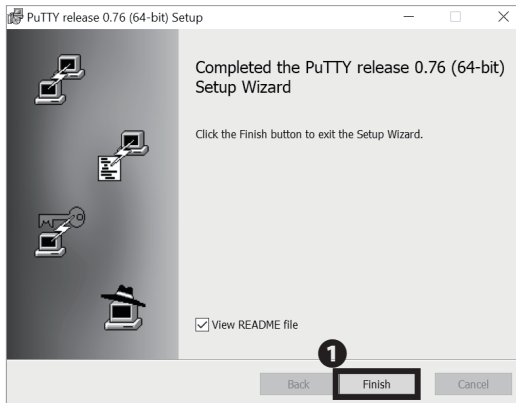 PuTTY release 0.76 (64-bit) Setup
Completed the PuTTY release 0.76 (64-bit)
Setup Wizard
Click the Finish button to exit the Setup Wizard.
View README file
1
Back Finish Cancel